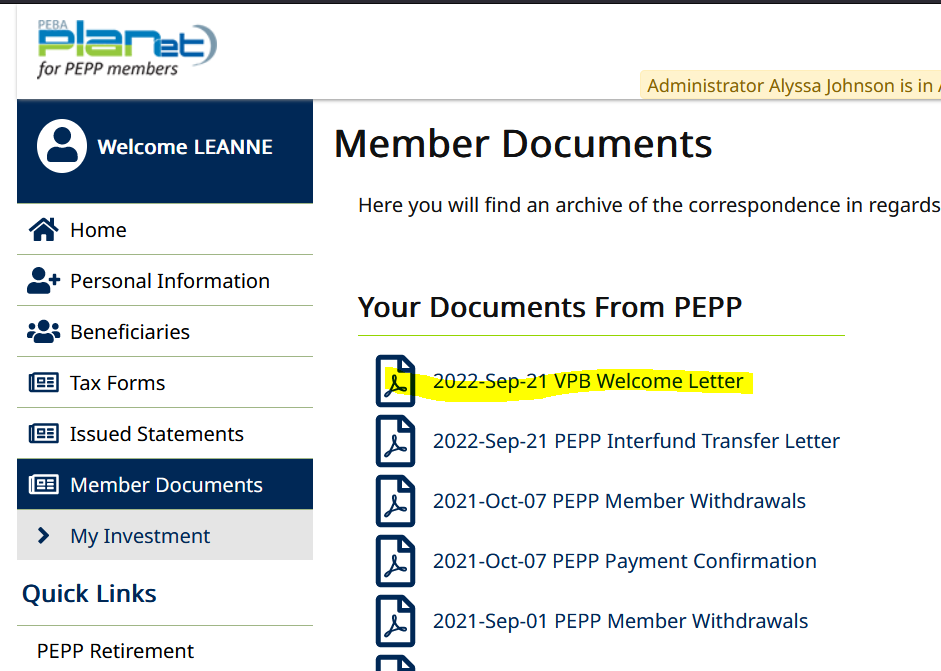 PEBA
planet
for PEPP members
Administrator Alyssa Johnson is in
Welcome LEANNE
Home
Personal Information
Beneficiaries
Tax Forms
Issued Statements
Member Documents
My Investment
Quick Links
PEPP Retirement
Member Documents
Here you will find an archive of the correspondence in regards
Your Documents From PEPP
2022-Sep-21 VPB Welcome Letter
2022-Sep-21 PEPP Interfund Transfer Letter
2021-Oct-07 PEPP Member Withdrawals
2021-Oct-07 PEPP Payment Confirmation
2021-Sep-01 PEPP Member Withdrawals